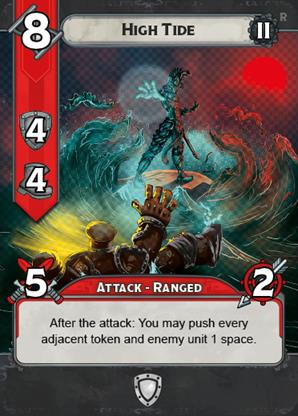 8
HIGH TIDE
II
R
4
4
5
ATTACK - RANGED
2
After the attack: You may push every
adjacent token and enemy unit 1 space.